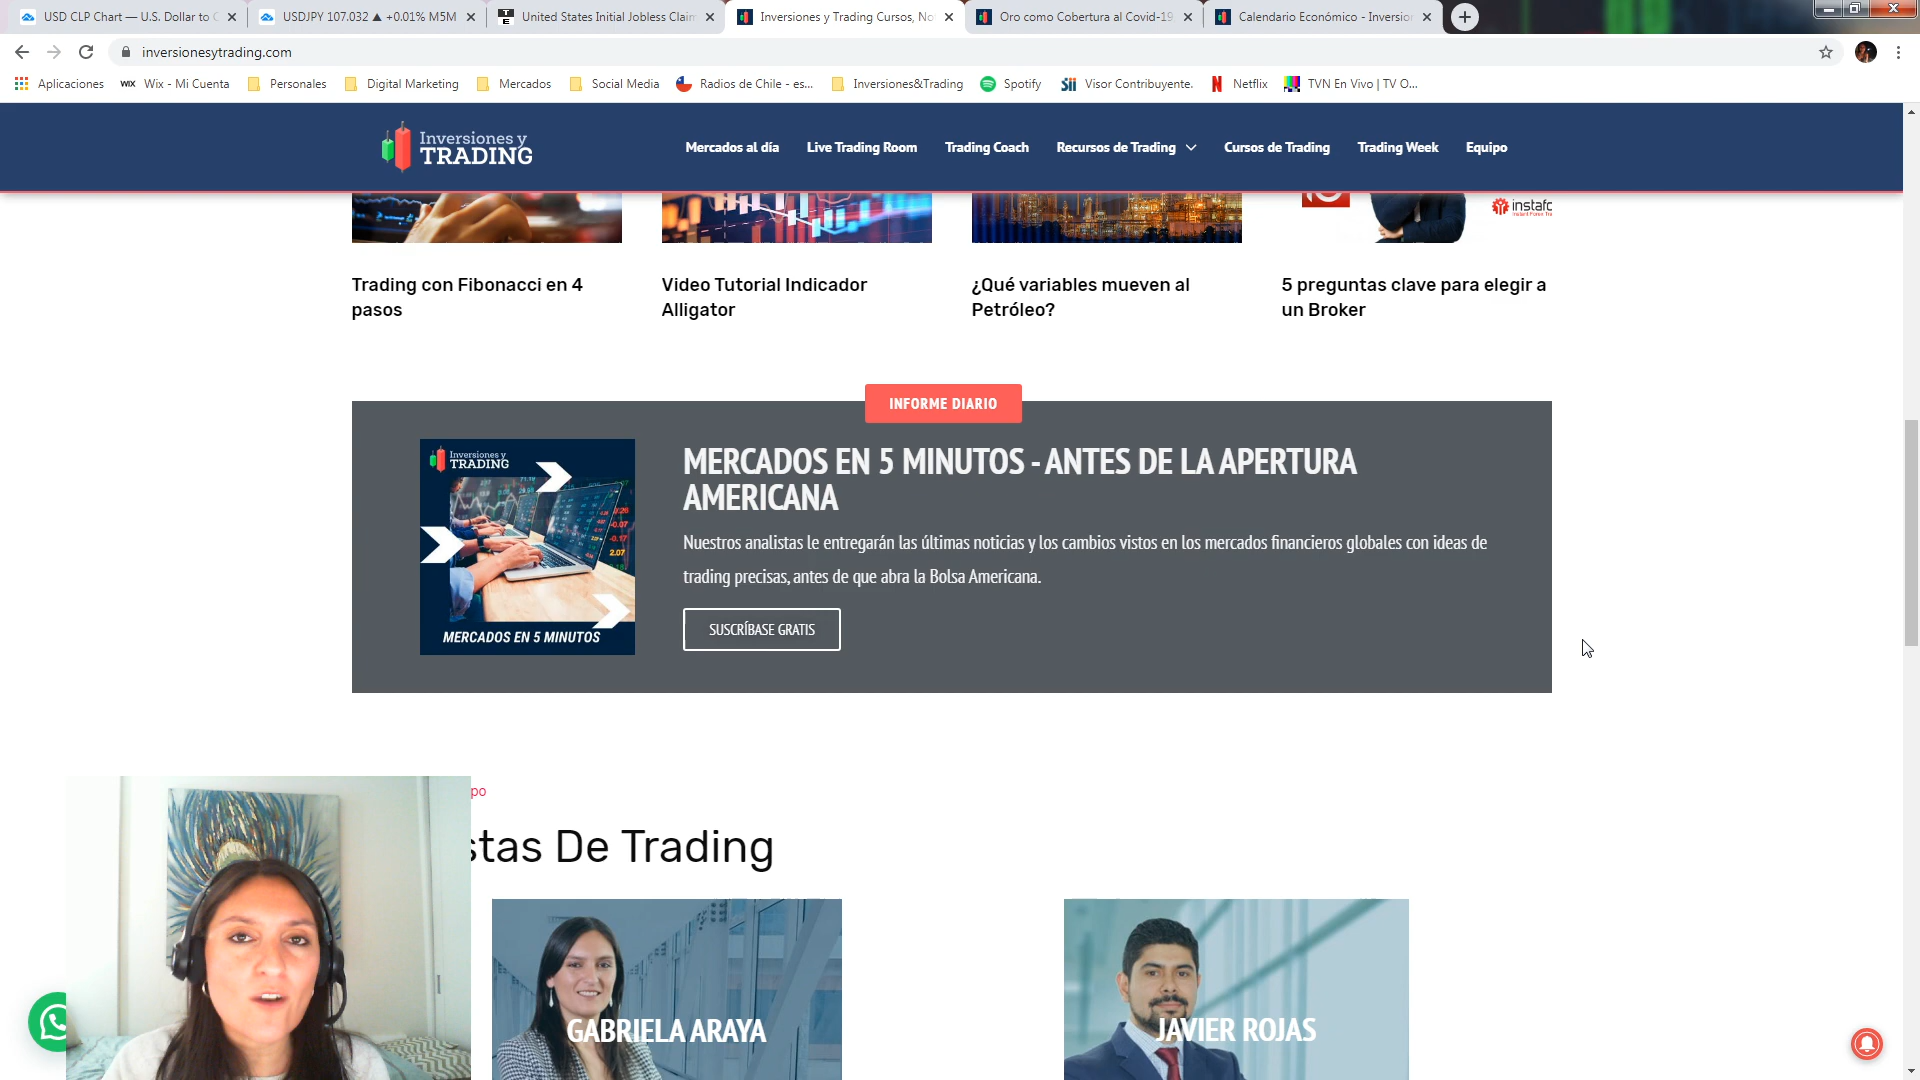 USD CLP Chart — U.S. Dollar to C
USDJPY 107.032 ▲ +0.01% M5M
United States Initial Jobless Clain
Inversiones y Trading Cursos, No
Oro como Cobertura al Covid-19
Calendario Económico - Inversion
inversionesytrading.com
Aplicaciones
WIX Wix - Mi Cuenta
Personales
Digital Marketing
Mercados
Social Media
Radios de Chile - es...
Inversiones&Trading
Spotify
Sii Visor Contribuyente.
Netflix
TVN En Vivo | TV O...
Inversiones y
TRADING
Mercados al día
Live Trading Room
Trading Coach
Recursos de Trading
Cursos de Trading
Trading Week
Equipo
instafo
Trading con Fibonacci en 4
pasos
Video Tutorial Indicador
Alligator
¿Qué variables mueven al
Petróleo?
5 preguntas clave para elegir a
un Broker
INFORME DIARIO
Inversiones y
TRADING
MERCADOS EN 5 MINUTOS
MERCADOS EN 5 MINUTOS - ANTES DE LA APERTURA
AMERICANA
Nuestros analistas le entregarán las últimas noticias y los cambios vistos en los mercados financieros globales con ideas de
trading precisas, antes de que abra la Bolsa Americana.
SUSCRÍBASE GRATIS
po
stas De Trading
GABRIELA ARAYA
JAVIER ROJAS